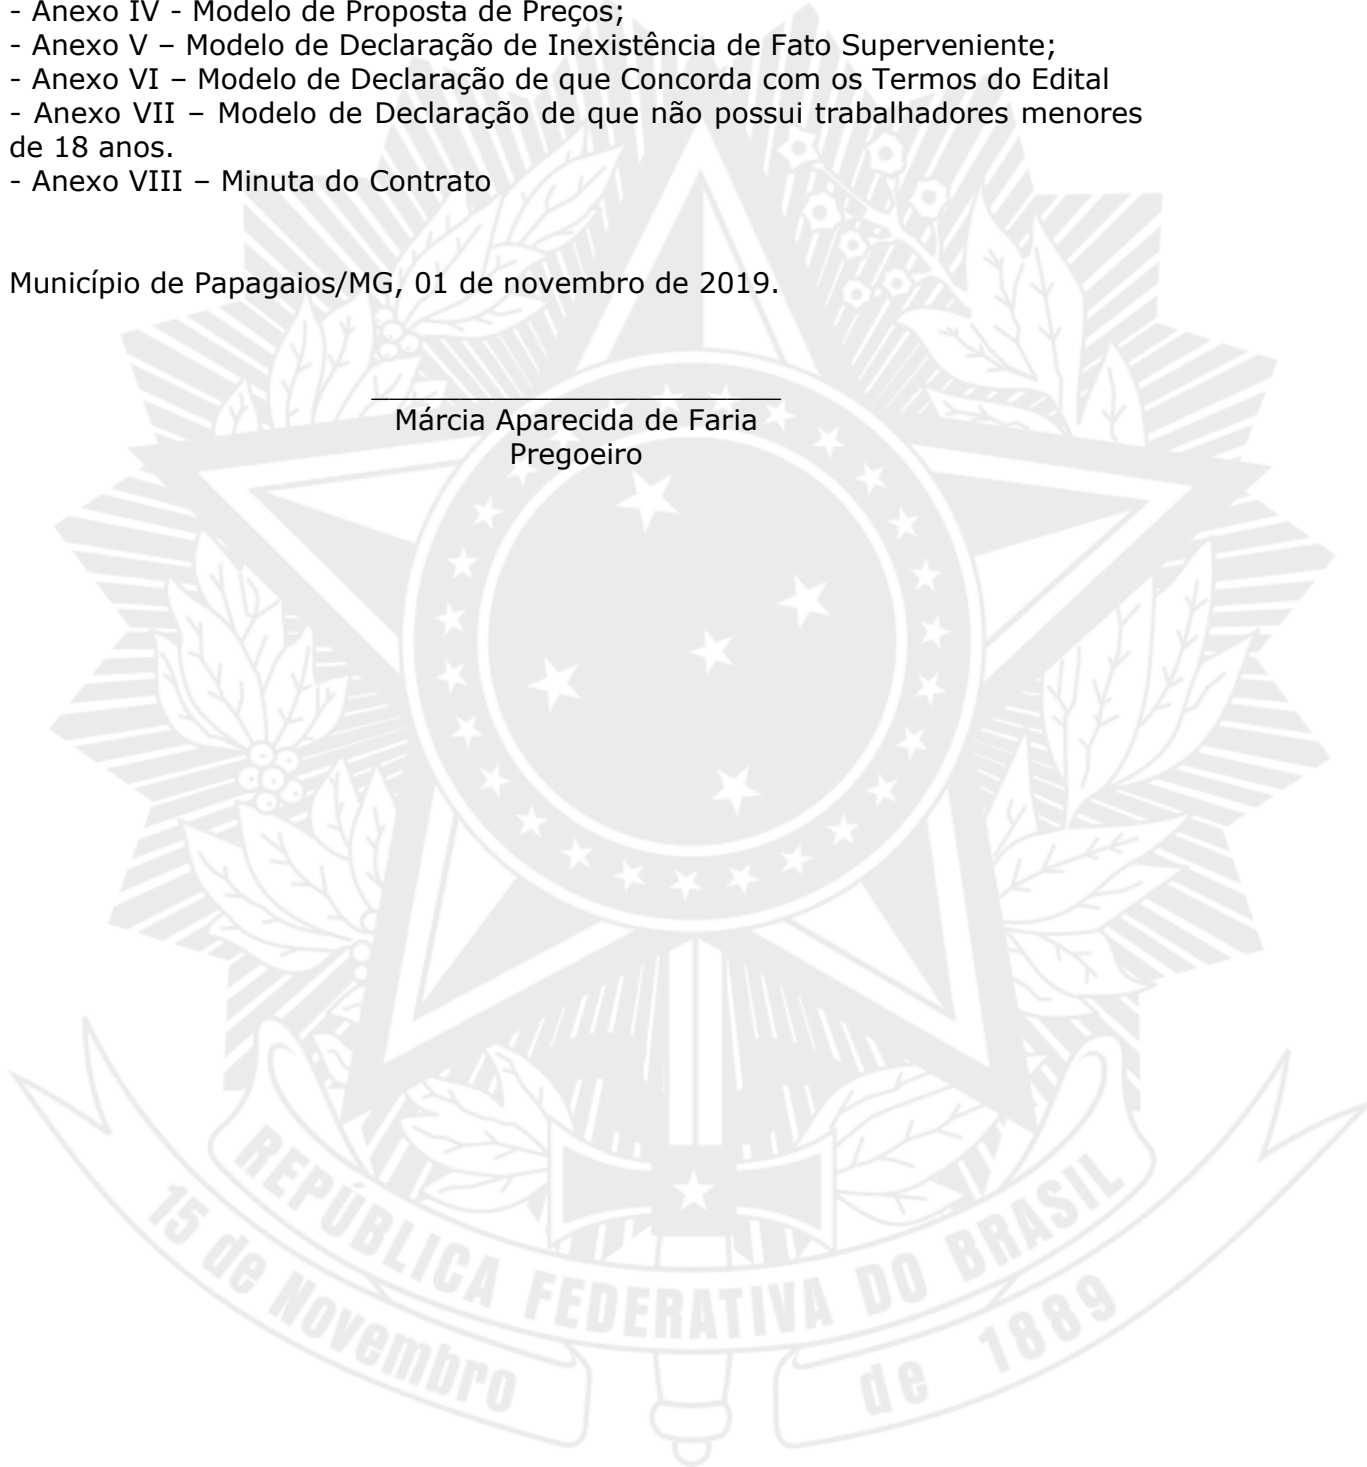 - Anexo IV - Modelo de Proposta de Preços;
- Anexo V – Modelo de Declaração de Inexistência de Fato Superveniente;
- Anexo VI – Modelo de Declaração de que Concorda com os Termos do Edital
- Anexo VII – Modelo de Declaração de que não possui trabalhadores menores
de 18 anos.
- Anexo VIII – Minuta do Contrato
Município de Papagaios/MG, 01 de novembro de 2019.
Márcia Aparecida de Faria
Pregoeiro
REPÚBLICA FEDERATIVA DO BRASIL
15 de Novembro de 1889